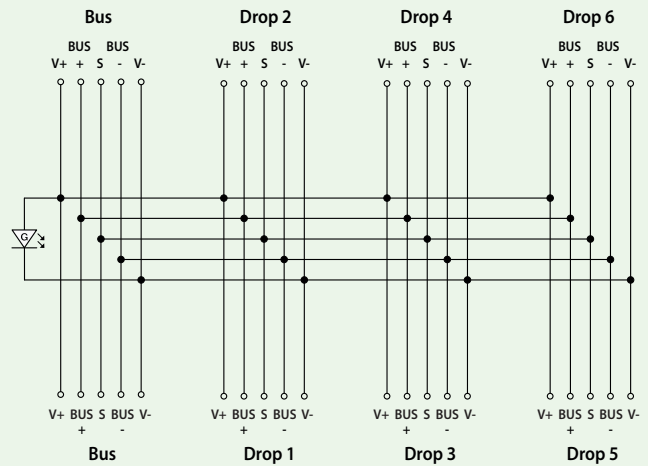 Bus Drop 2 Drop 4 Drop 6
BUS BUS BUS BUS BUS BUS BUS BUS
V+ + S - V- V+ + S - V- V+ + S - V- V+ + S - V-
G
V+ BUS S BUS V- V+ BUS S BUS V- V+ BUS S BUS V- V+ BUS S BUS V-
+ - + - + - + -
Bus Drop 1 Drop 3 Drop 5